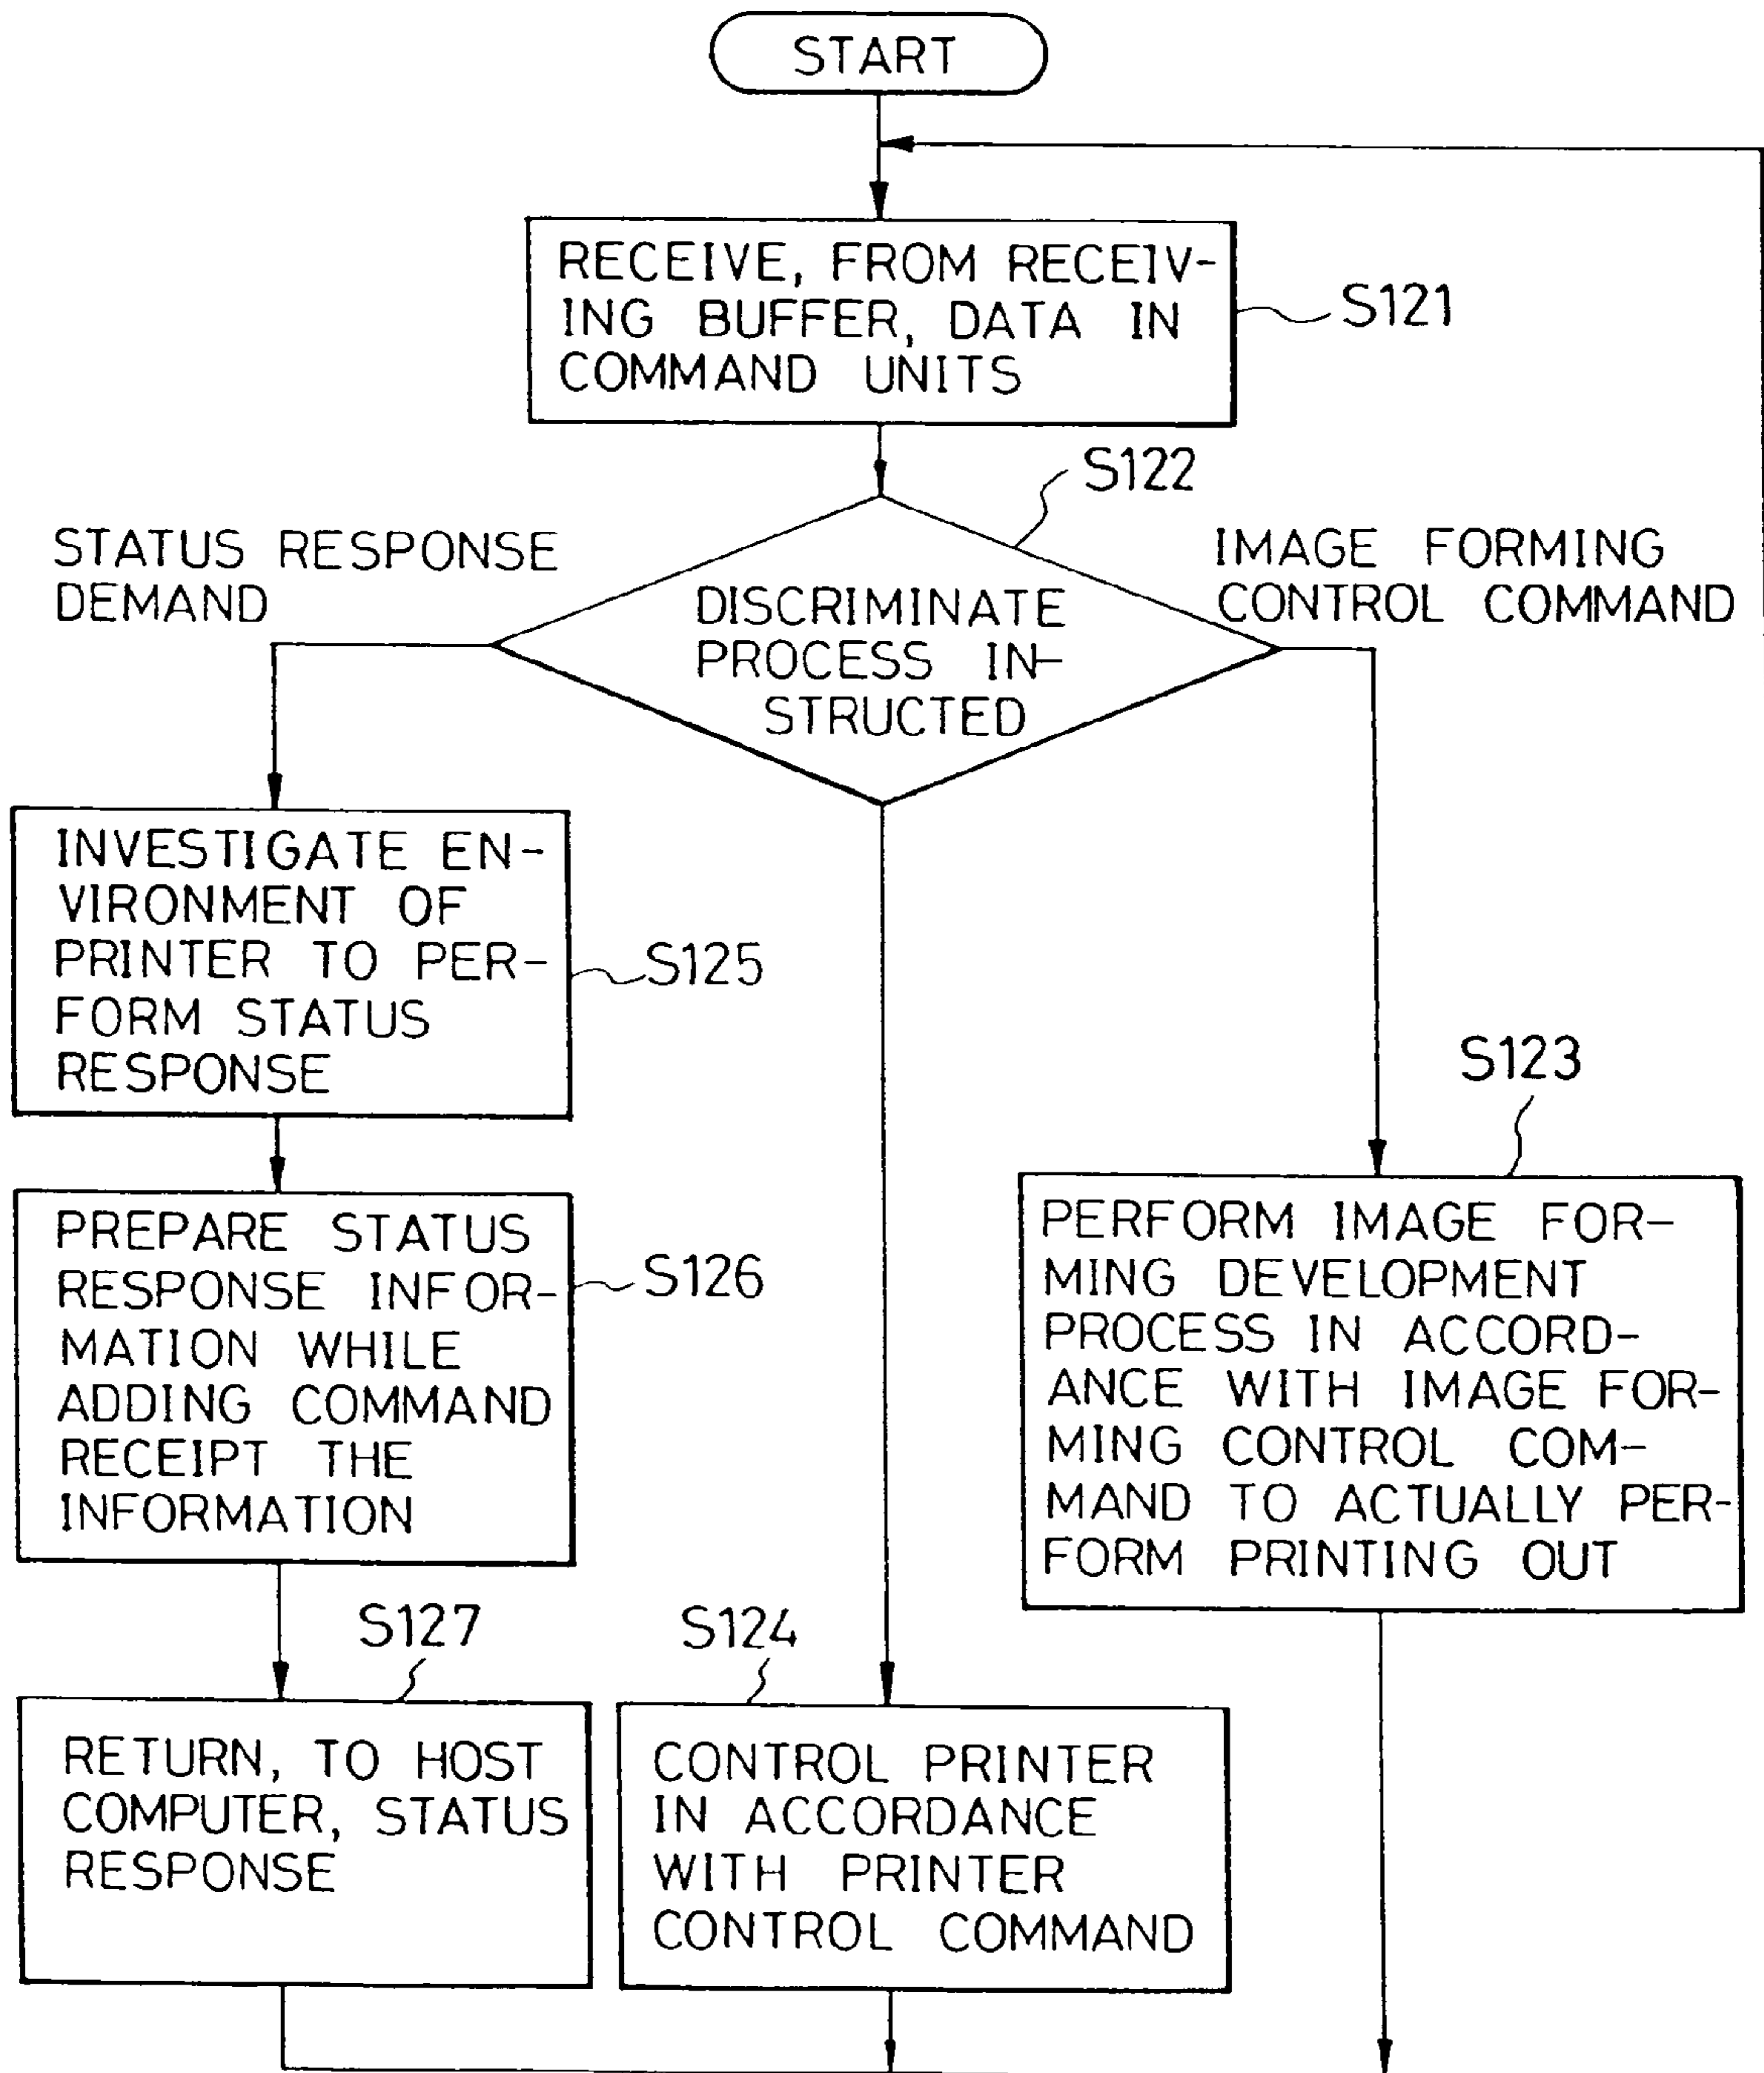 START
RECEIVE, FROM RECEIV-
ING BUFFER, DATA IN
COMMAND UNITS
S121
S122
STATUS RESPONSE
DEMAND
IMAGE FORMING
CONTROL COMMAND
DISCRIMINATE
PROCESS IN-
STRUCTED
INVESTIGATE EN-
VIRONMENT OF
PRINTER TO PER-
FORM STATUS
RESPONSE
S125
PREPARE STATUS
RESPONSE INFOR-
MATION WHILE
ADDING COMMAND
RECEIPT THE
INFORMATION
S126
S123
PERFORM IMAGE FOR-
MING DEVELOPMENT
PROCESS IN ACCORD-
ANCE WITH IMAGE FOR-
MING CONTROL COM-
MAND TO ACTUALLY PER-
FORM PRINTING OUT
S127
RETURN, TO HOST
COMPUTER, STATUS
RESPONSE
S124
CONTROL PRINTER
IN ACCORDANCE
WITH PRINTER
CONTROL COMMAND